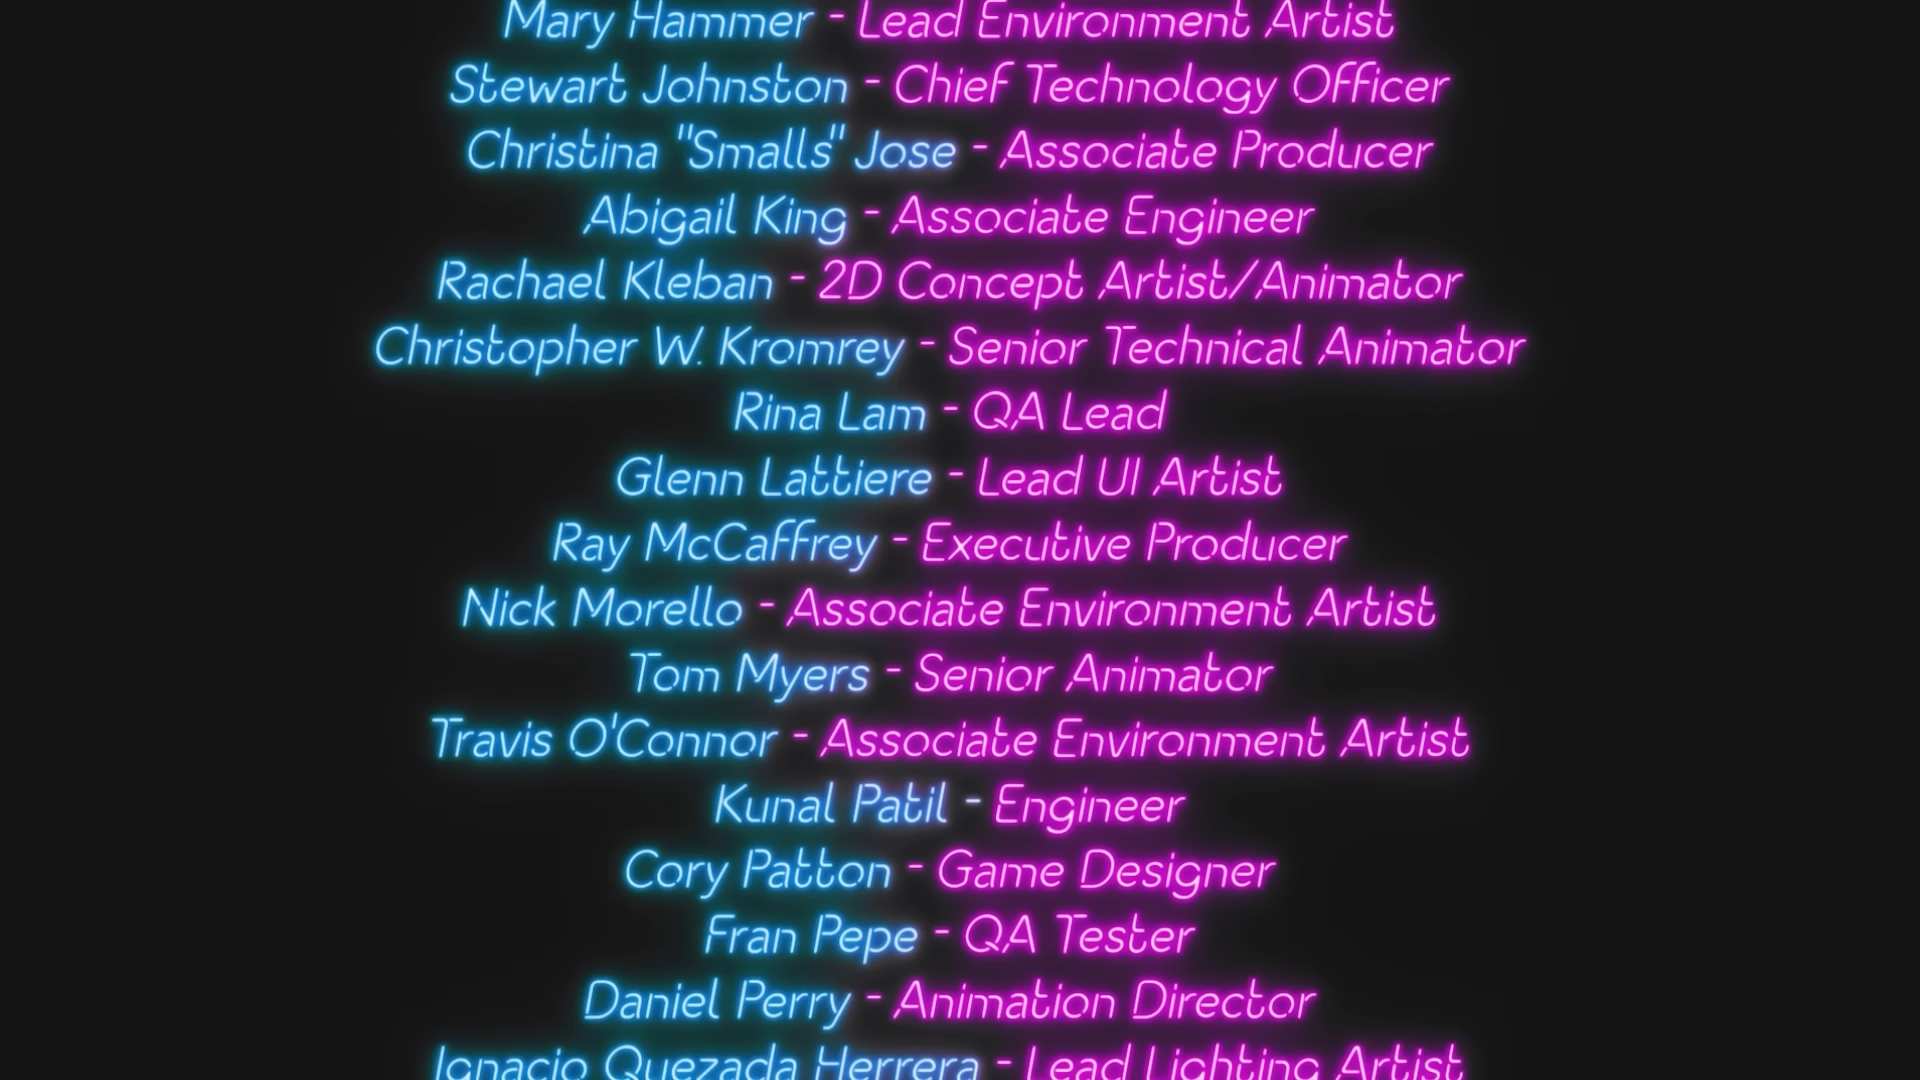 Mary Hammer - Lead Environment Artist
Stewart Johnston - Chief Technology Officer
Christina "Smalls" Jose - Associate Producer
Abigail King - Associate Engineer
Rachael Kleban - 2D Concept Artist/Animator
Christopher W. Kromrey - Senior Technical Animator
Rina Lam - QA Lead
Glenn Lattiere - Lead UI Artist
Ray McCaffrey - Executive Producer
Nick Morello - Associate Environment Artist
Tom Myers - Senior Animator
Travis O'Connor - Associate Environment Artist
Kunal Patil - Engineer
Cory Patton - Game Designer
Fran Pepe - QA Tester
Daniel Perry - Animation Director
Ignacio Quezada Herrera - Lead Lighting Artist